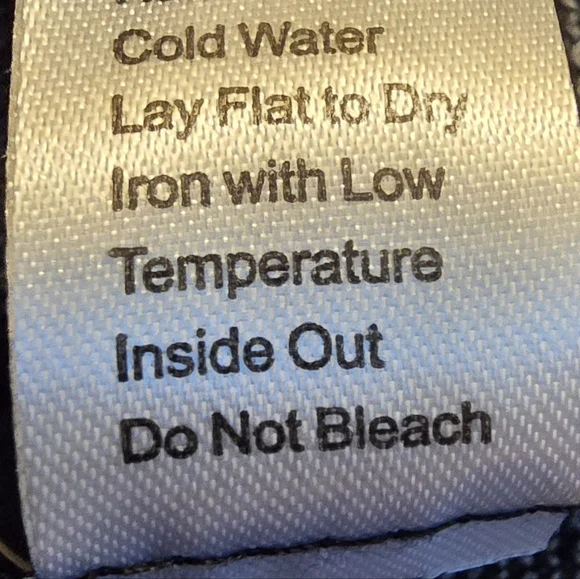 Cold Water
Lay Flat to Dry
Iron with Low
Temperature
Inside Out
Do Not Bleach